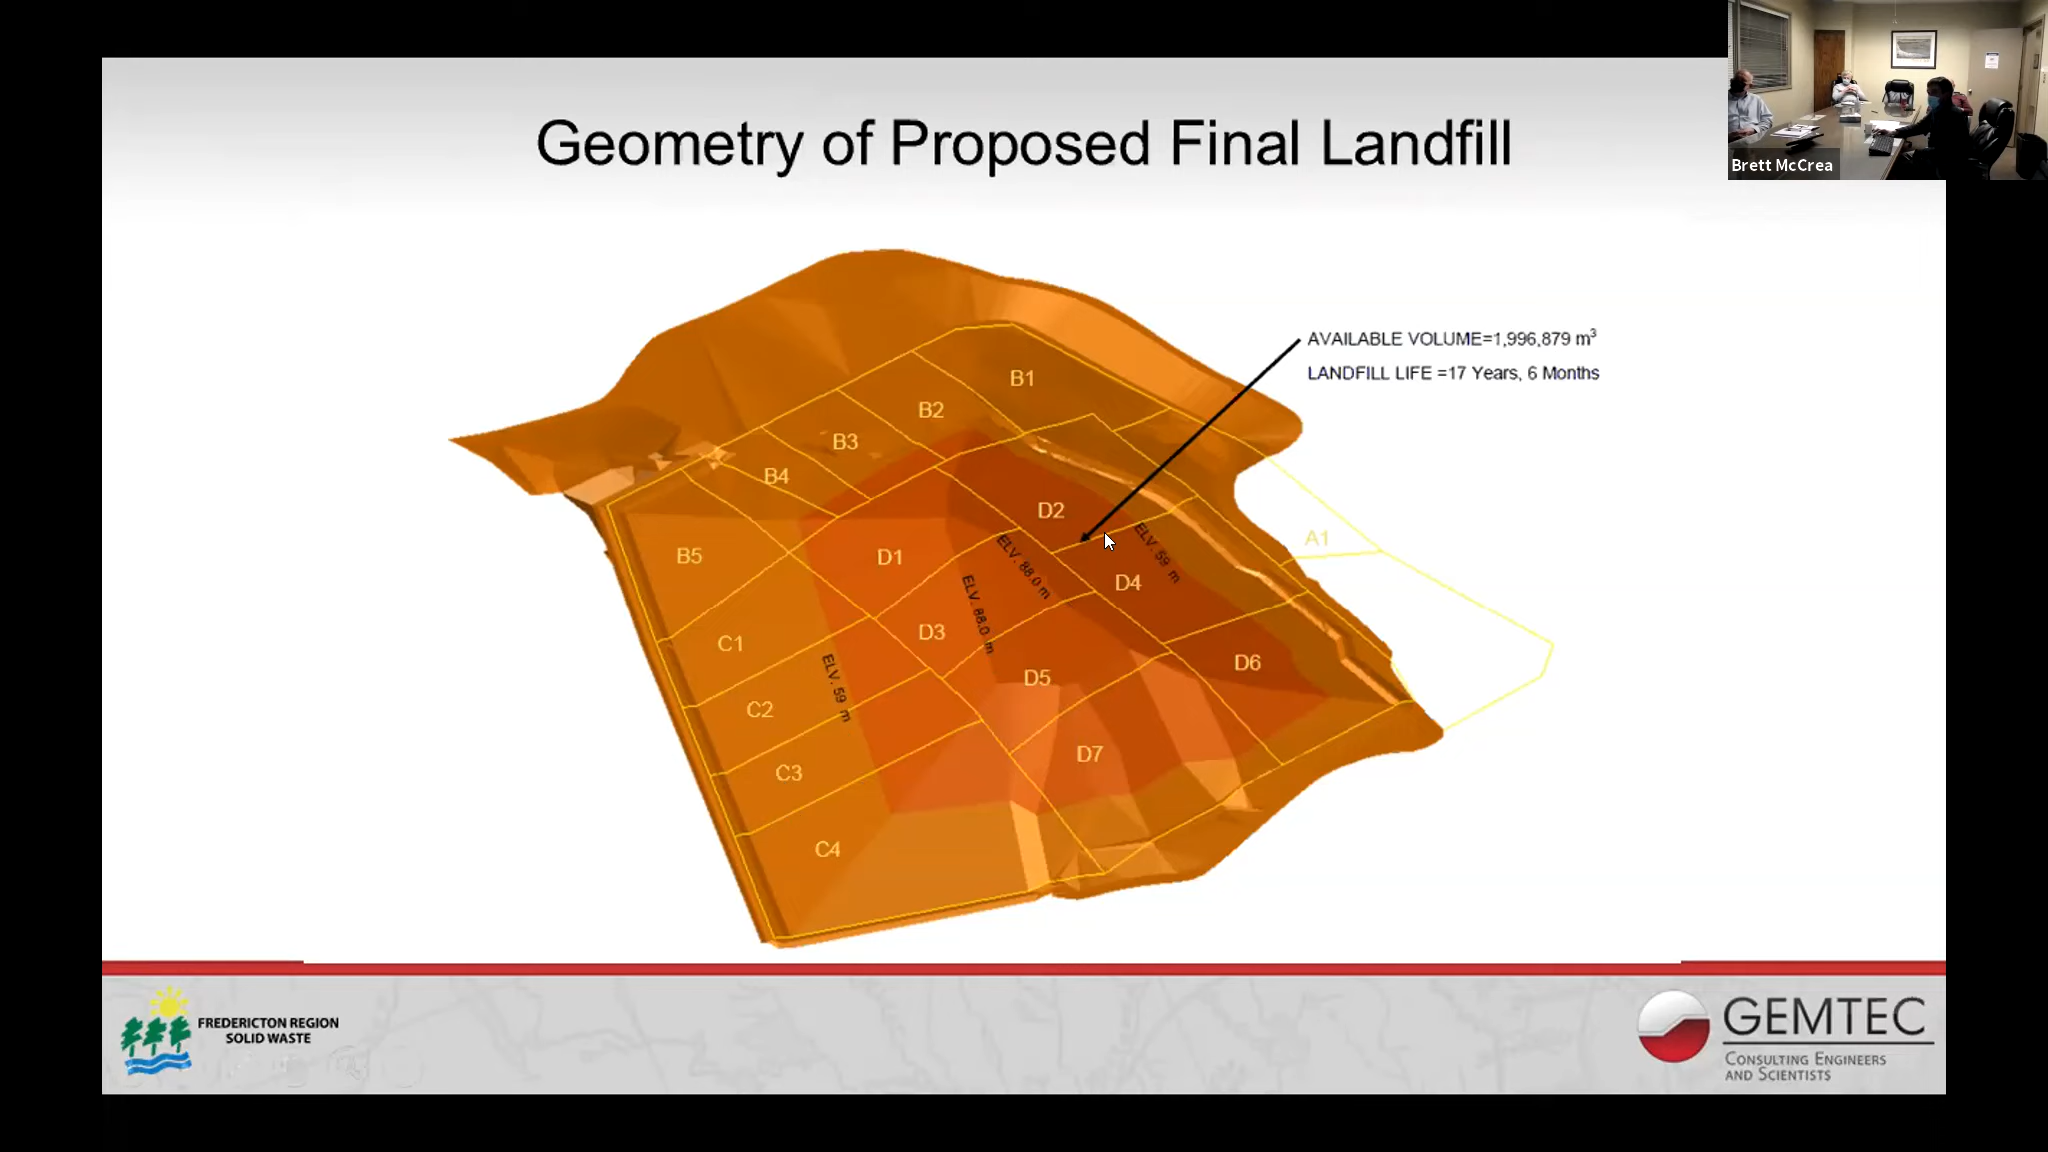 Geometry of Proposed Final Landfill
Brett McCrea
AVAILABLE VOLUME=1,996,879 m³
LANDFILL LIFE =17 Years, 6 Months
B1
B2
B3
B4
B5
A1
D2
D1
ELV. 88.0 m
ELV. 59 m
D4
ELV. 88.0 m
D3
C1
D6
D5
ELV. 59 m
C2
D7
C3
C4
FREDERICTON REGION
SOLID WASTE
GEMTEC
CONSULTING ENGINEERS
AND SCIENTISTS